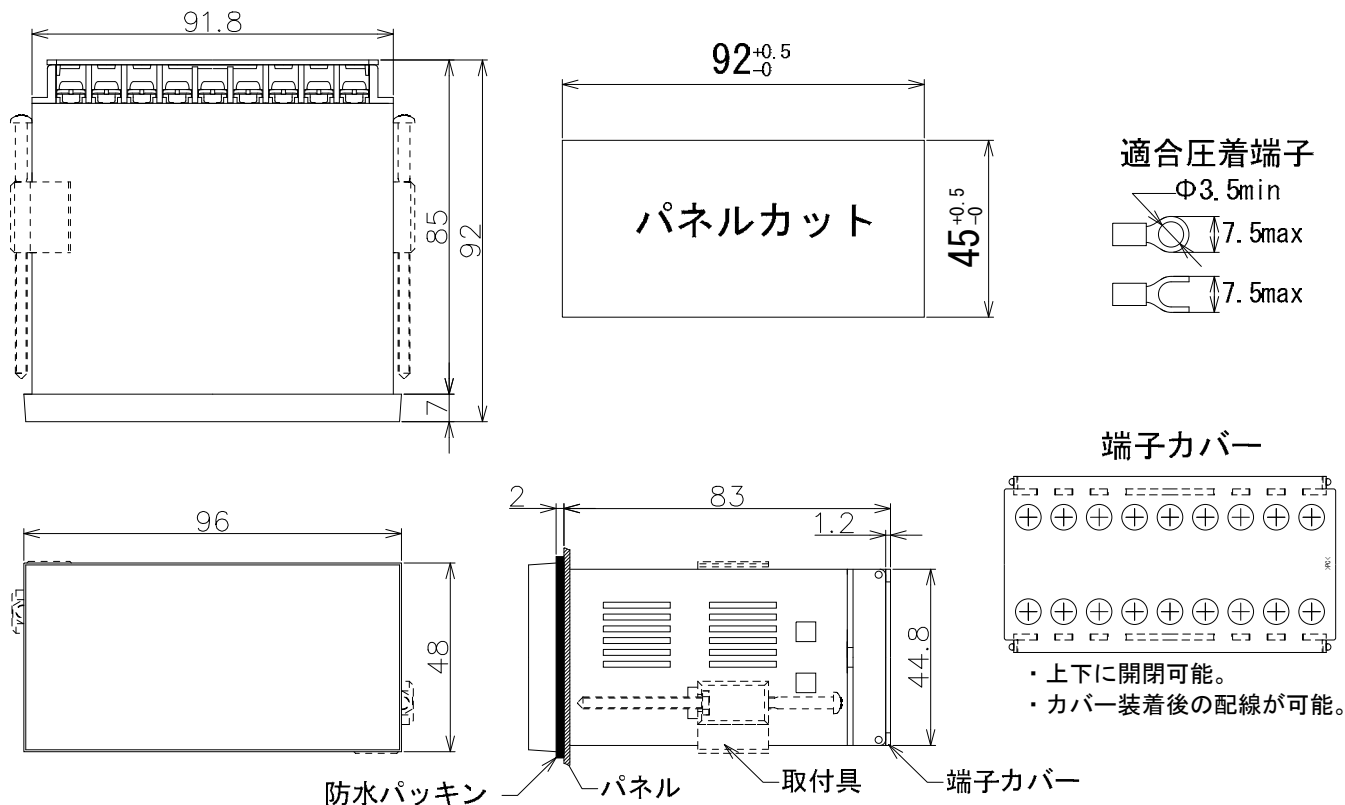 91.8
85
92
7
92+0.5 -0
45+0.5 -0
パネルカット
適合圧着端子
Φ3.5min
7.5max
7.5max
96
48
2
83
1.2
44.8
防水パッキン
パネル
取付具
端子カバー
端子カバー
・上下に開閉可能。
・カバー装着後の配線が可能。